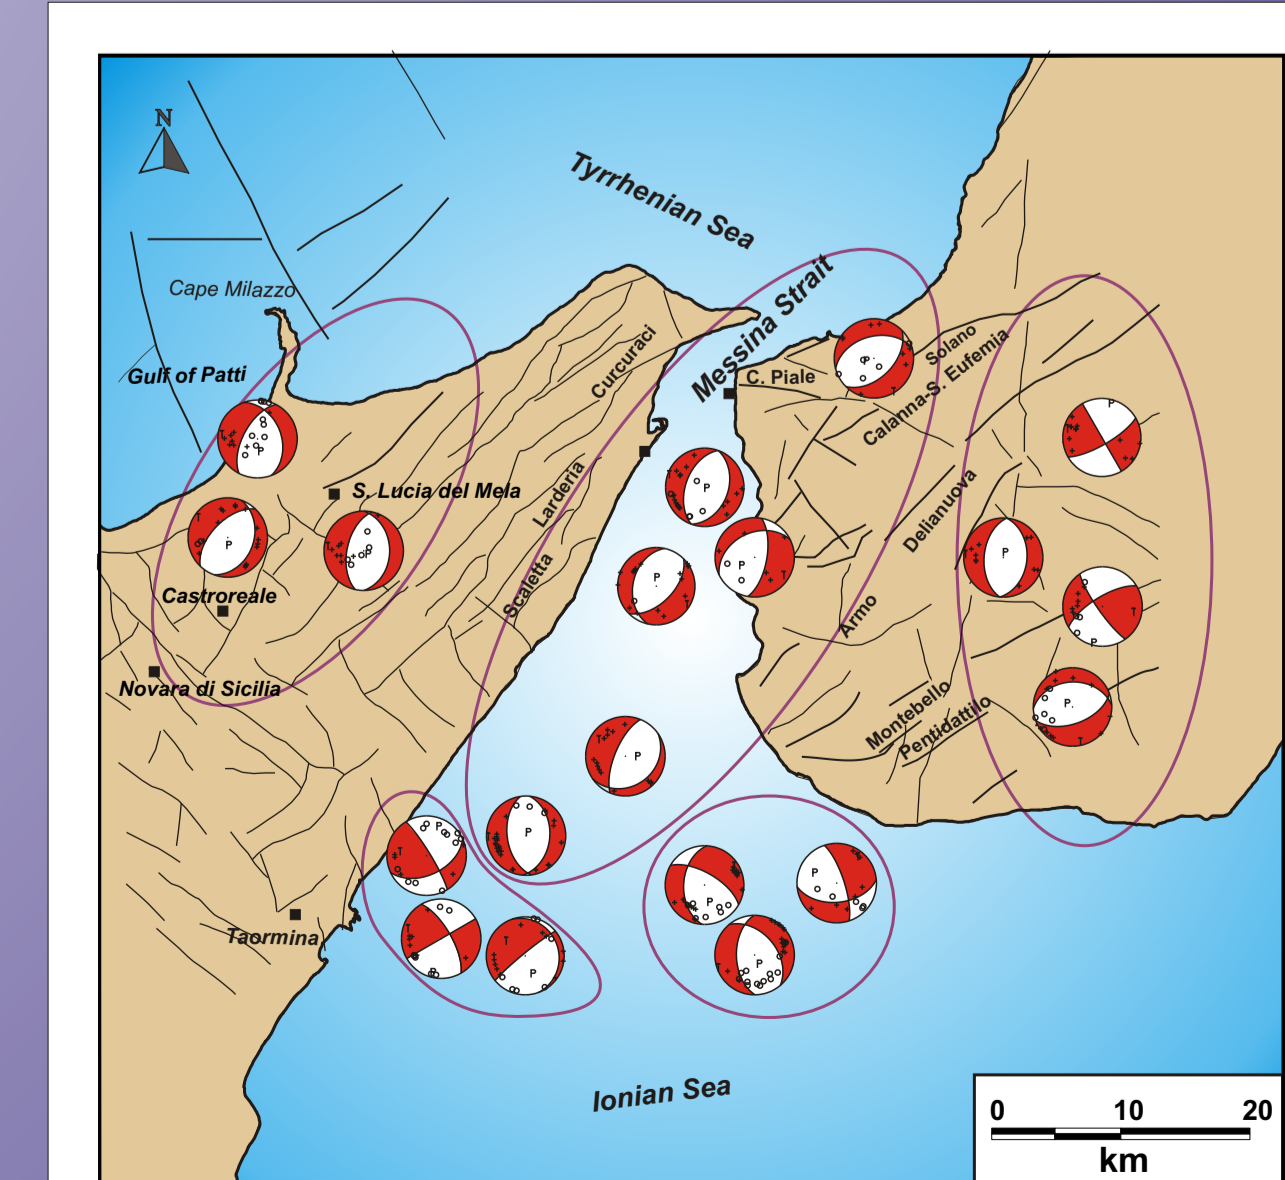 N
Tyrrhenian Sea
Cape Milazzo
Messina Strait
Gulf of Patti
Curcuraci
C. Piale
Solano
Calanna-S. Eufemia
S. Lucia del Mela
Larderia
Delianuova
Scaletta
Castroreale
Armo
Novara di Sicilia
Montebello
Pentidattilo
Taormina
Ionian Sea
0 10 20
km